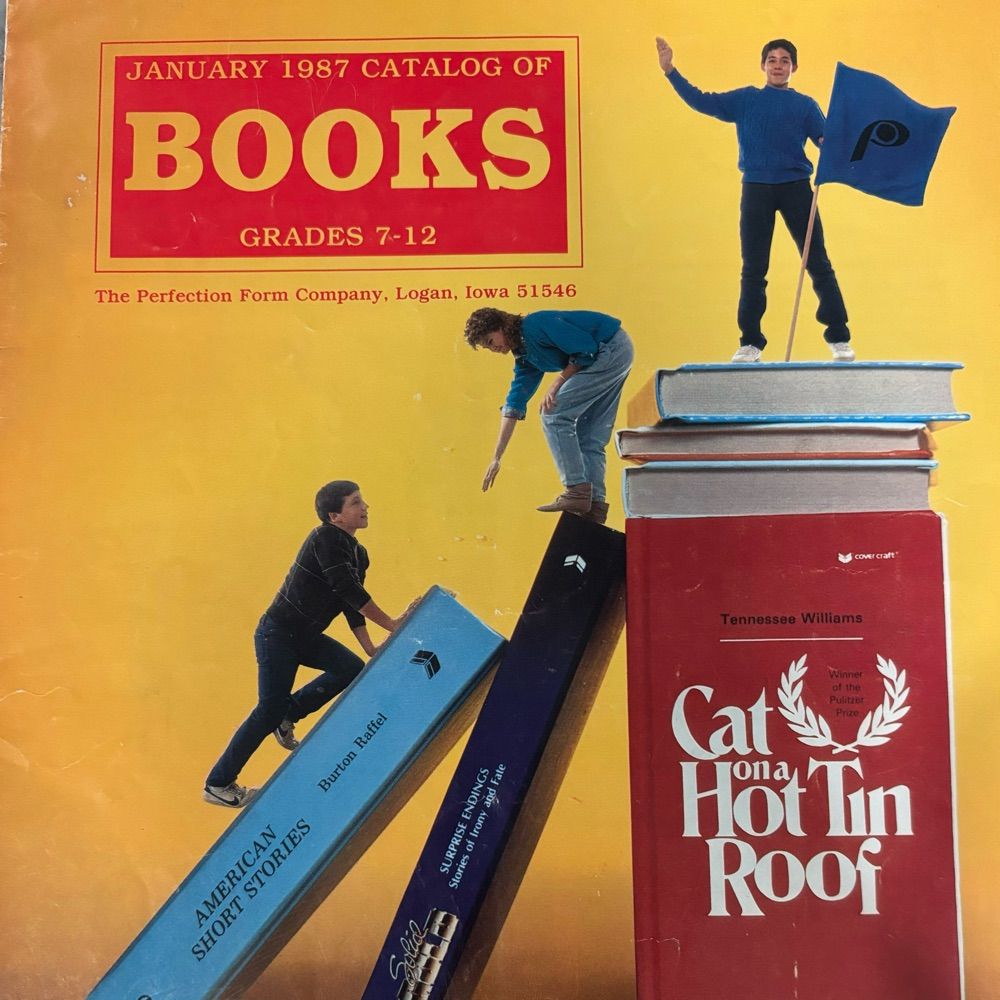 JANUARY 1987 CATALOG OF
BOOKS
GRADES 7-12
The Perfection Form Company, Logan, Iowa 51546
covercraft
Tennessee Williams
Winner
of the
Pulitzer
Prize
Cat
on a
Hot Tin
Roof
Burton Raffel
AMERICAN
SHORT STORIES
SURPRISE ENDINGS
Stories of Irony and Fate
Solid